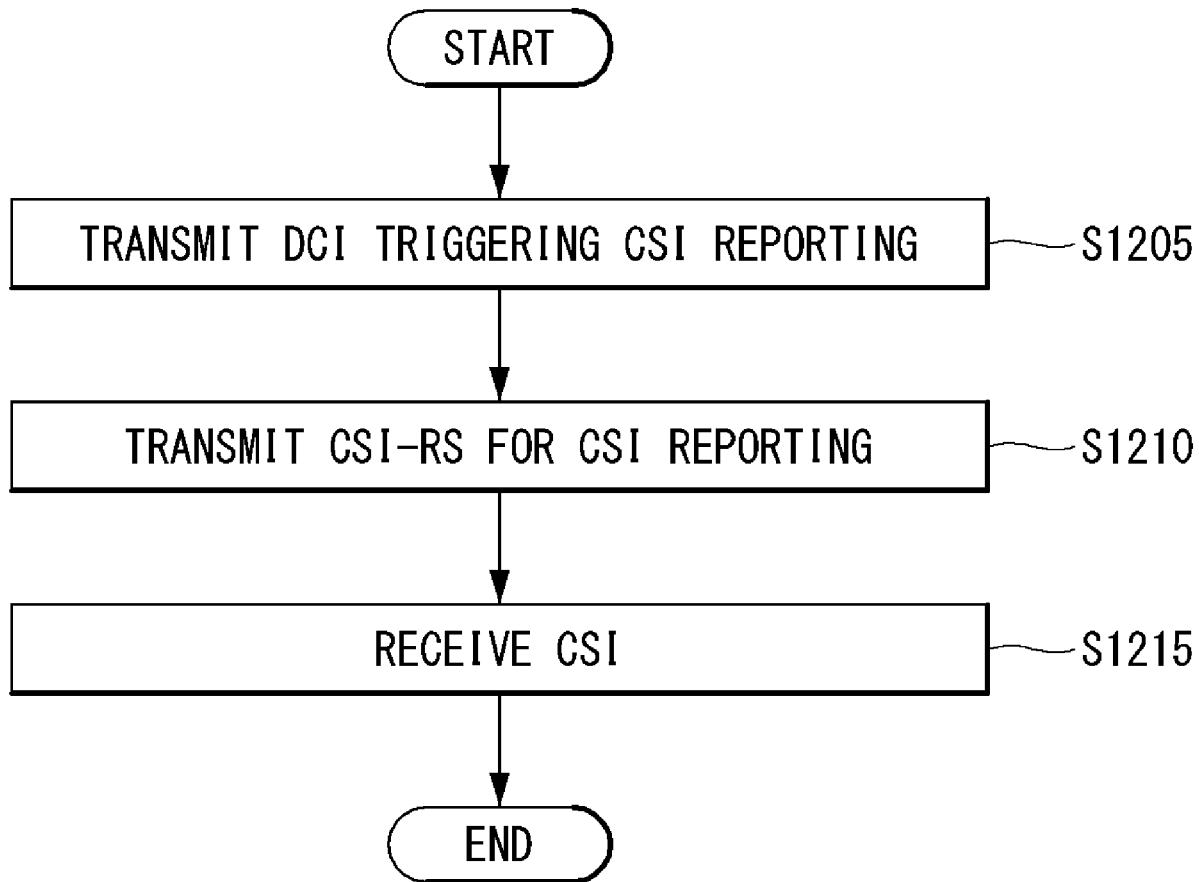 START
TRANSMIT DCI TRIGGERING CSI REPORTING
S1205
TRANSMIT CSI-RS FOR CSI REPORTING
S1210
RECEIVE CSI
S1215
END